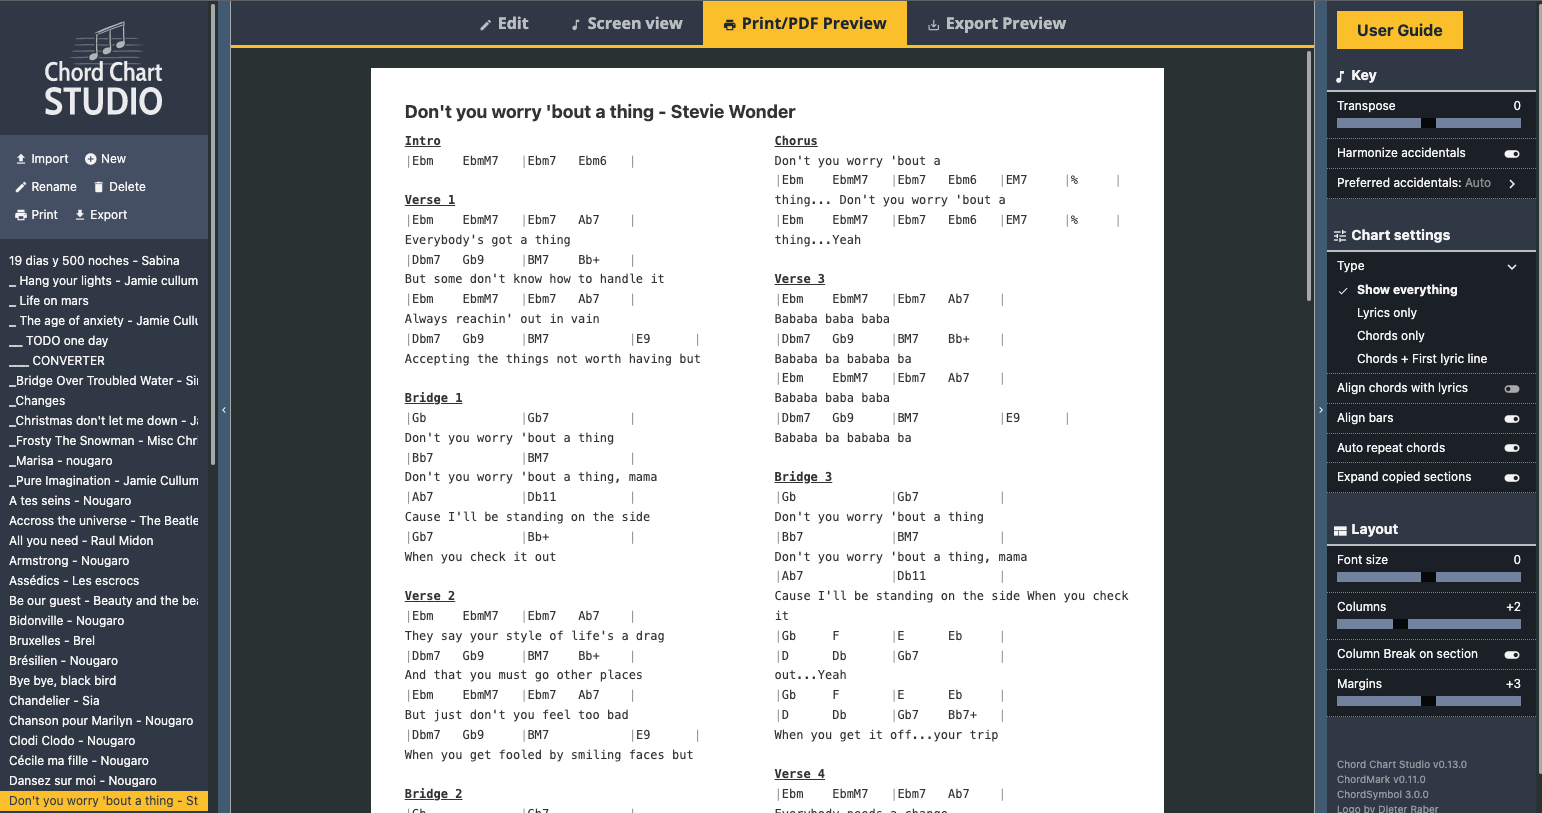 Chord Chart
STUDIO
Import New
Rename Delete
Print Export
19 dias y 500 noches - Sabina
_ Hang your lights - Jamie cullum
_ Life on mars
_ The age of anxiety - Jamie Cullu
__ TODO one day
___ CONVERTER
_Bridge Over Troubled Water - Si
_Changes
_Christmas don't let me down - Ja
_Frosty The Snowman - Misc Chri
_Marisa - nougaro
_Pure Imagination - Jamie Cullum
A tes seins - Nougaro
Accross the universe - The Beatle
All you need - Raul Midon
Armstrong - Nougaro
Assédics - Les escrocs
Be our guest - Beauty and the bea
Bidonville - Nougaro
Bruxelles - Brel
Brésilien - Nougaro
Bye bye, black bird
Chandelier - Sia
Chanson pour Marilyn - Nougaro
Clodi Clodo - Nougaro
Cécile ma fille - Nougaro
Dansez sur moi - Nougaro
Don't you worry 'bout a thing - St
Edit Screen view Print/PDF Preview Export Preview
Don't you worry 'bout a thing - Stevie Wonder
Intro
|Ebm EbmM7 |Ebm7 Ebm6 |
Verse 1
|Ebm EbmM7 |Ebm7 Ab7 |
Everybody's got a thing
|Dbm7 Gb9 |BM7 Bb+ |
But some don't know how to handle it
|Ebm EbmM7 |Ebm7 Ab7 |
Always reachin' out in vain
|Dbm7 Gb9 |BM7 |E9 |
Accepting the things not worth having but
Bridge 1
|Gb |Gb7 |
Don't you worry 'bout a thing
|Bb7 |BM7 |
Don't you worry 'bout a thing, mama
|Ab7 |Db11 |
Cause I'll be standing on the side
|Gb7 |Bb+ |
When you check it out
Verse 2
|Ebm EbmM7 |Ebm7 Ab7 |
They say your style of life's a drag
|Dbm7 Gb9 |BM7 Bb+ |
And that you must go other places
|Ebm EbmM7 |Ebm7 Ab7 |
But just don't you feel too bad
|Dbm7 Gb9 |BM7 |E9 |
When you get fooled by smiling faces but
Bridge 2
|Gb |Gb7 |
Chorus
Don't you worry 'bout a
|Ebm EbmM7 |Ebm7 Ebm6 |EM7 |% |
thing... Don't you worry 'bout a
|Ebm EbmM7 |Ebm7 Ebm6 |EM7 |% |
thing...Yeah
Verse 3
|Ebm EbmM7 |Ebm7 Ab7 |
Bababa baba baba
|Dbm7 Gb9 |BM7 Bb+ |
Bababa ba bababa ba
|Ebm EbmM7 |Ebm7 Ab7 |
Bababa baba baba
|Dbm7 Gb9 |BM7 |E9 |
Bababa ba bababa ba
Bridge 3
|Gb |Gb7 |
Don't you worry 'bout a thing
|Bb7 |BM7 |
Don't you worry 'bout a thing, mama
|Ab7 |Db11 |
Cause I'll be standing on the side When you check
it
|Gb F |E Eb |
|D Db |Gb7 |
out...Yeah
|Gb F |E Eb |
|D Db |Gb7 Bb7+ |
When you get it off...your trip
Verse 4
|Ebm EbmM7 |Ebm7 Ab7 |
Everybody needs a change
User Guide
Key
Transpose 0
Harmonize accidentals
Preferred accidentals: Auto
Chart settings
Type
Show everything
Lyrics only
Chords only
Chords + First lyric line
Align chords with lyrics
Align bars
Auto repeat chords
Expand copied sections
Layout
Font size 0
Columns +2
Column Break on section
Margins +3
Chord Chart Studio v0.13.0
ChordMark v0.11.0
ChordSymbol 3.0.0
Logo by Dieter Raber